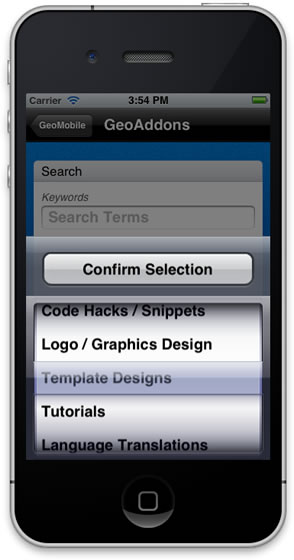 Carrier 3:54 PM
GeoMobile GeoAddons
Search
Keywords
Search Terms
Confirm Selection
Code Hacks / Snippets
Logo / Graphics Design
Template Designs
Tutorials
Language Translations